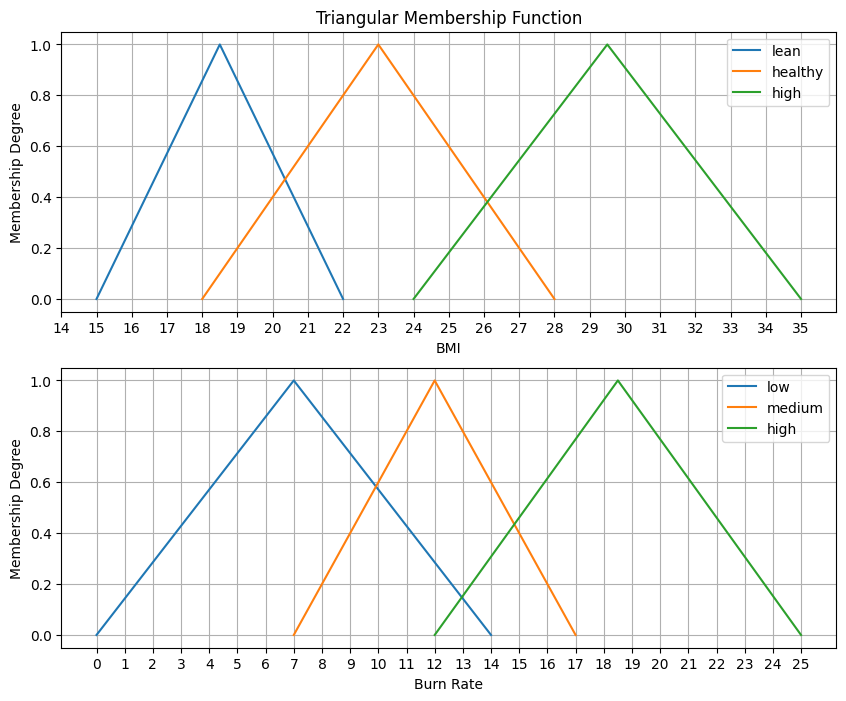 Triangular Membership Function
1.0
0.8
0.6
0.4
0.2
0.0
Membership Degree
lean
healthy
high
14 15 16 17 18 19 20 21 22 23 24 25 26 27 28 29 30 31 32 33 34 35
BMI
1.0
0.8
0.6
0.4
0.2
0.0
Membership Degree
low
medium
high
0 1 2 3 4 5 6 7 8 9 10 11 12 13 14 15 16 17 18 19 20 21 22 23 24 25
Burn Rate